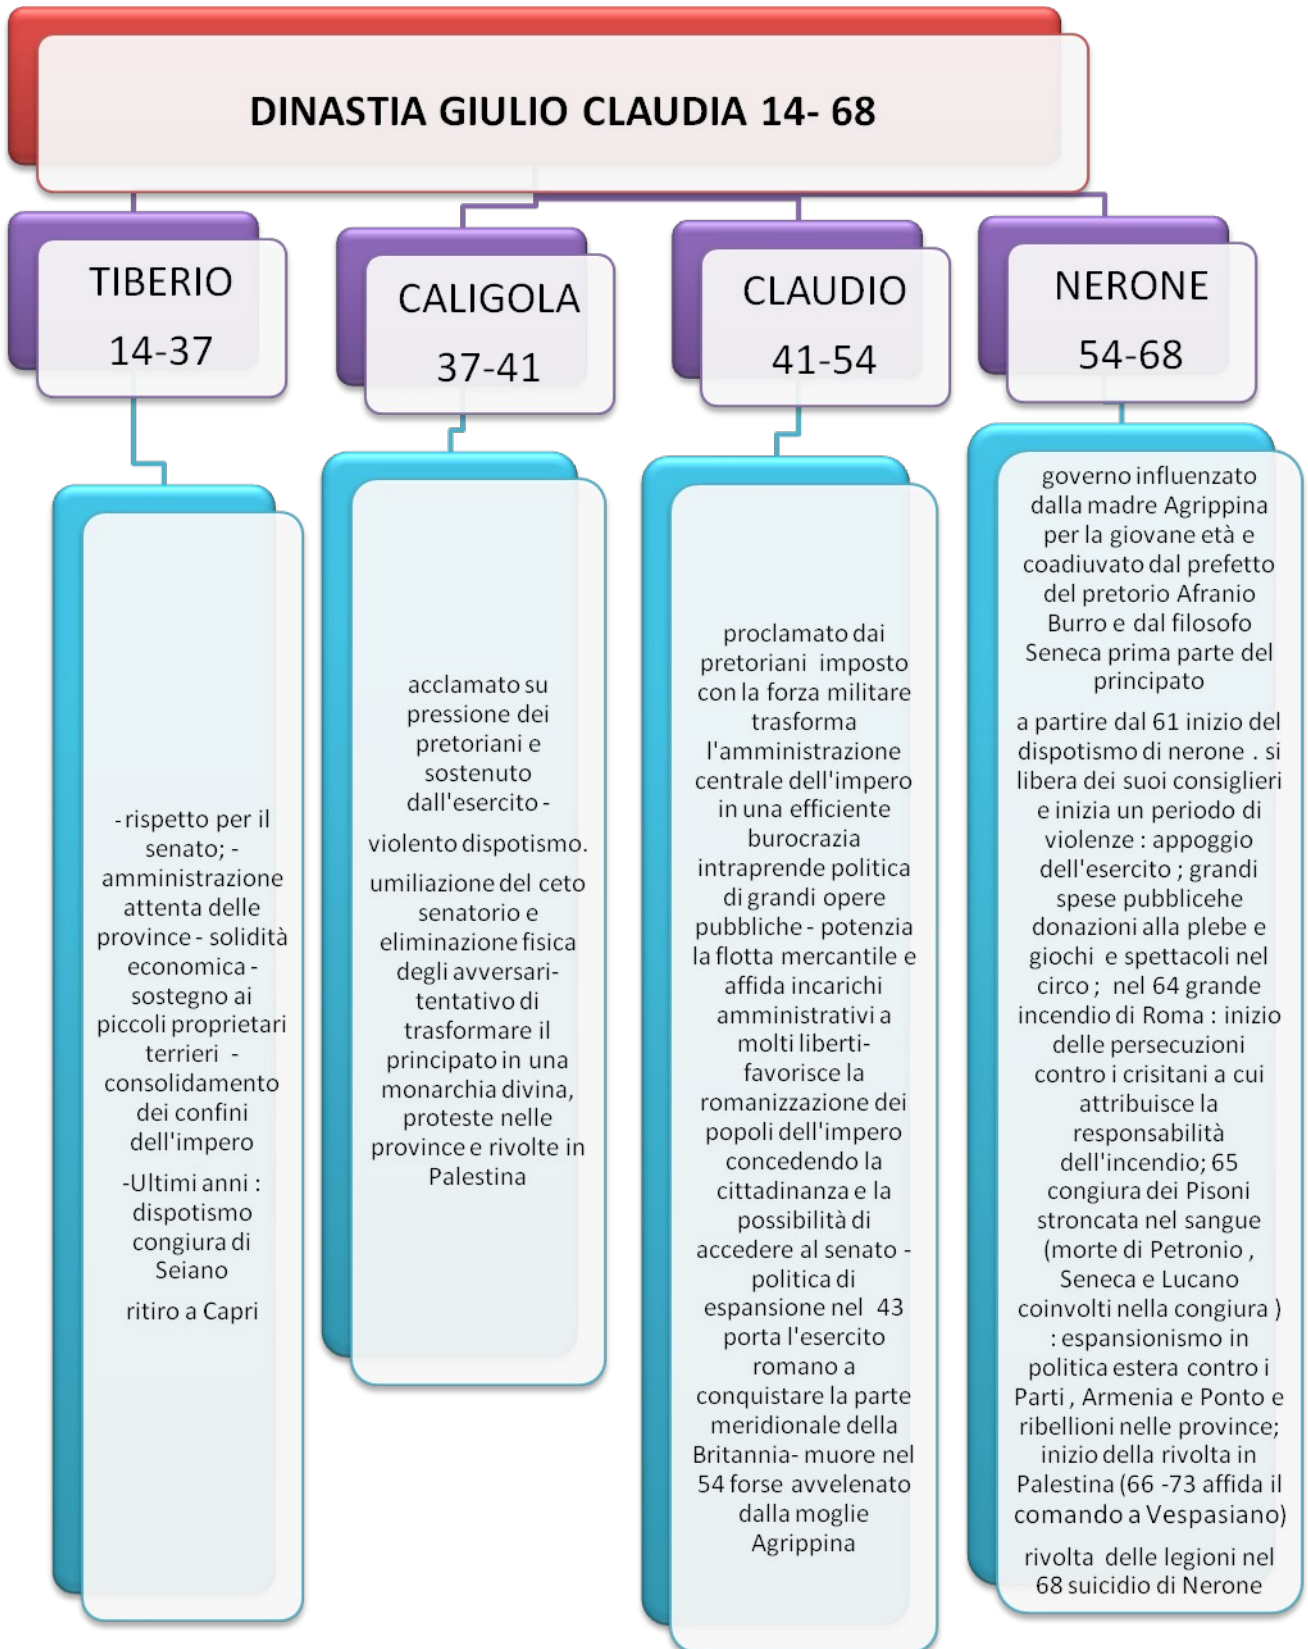 DINASTIA GIULIO CLAUDIA 14- 68
TIBERIO
14-37
CALIGOLA
37-41
CLAUDIO
41-54
NERONE
54-68
-rispetto per il
senato; -
amministrazione
attenta delle
province - solidità
economica -
sostegno ai
piccoli proprietari
terrieri -
consolidamento
dei confini
dell'impero
-Ultimi anni :
dispotismo
congiura di
Seiano
ritiro a Capri
acclamato su
pressione dei
pretoriani e
sostenuto
dall'esercito -
violento dispotismo.
umiliazione del ceto
senatorio e
eliminazione fisica
degli avversari-
tentativo di
trasformare il
principato in una
monarchia divina,
proteste nelle
province e rivolte in
Palestina
proclamato dai
pretoriani imposto
con la forza militare
trasforma
l'amministrazione
centrale dell'impero
in una efficiente
burocrazia
intraprende politica
di grandi opere
pubbliche - potenzia
la flotta mercantile e
affida incarichi
amministrativi a
molti liberti-
favorisce la
romanizzazione dei
popoli dell'impero
concedendo la
cittadinanza e la
possibilità di
accedere al senato -
politica di
espansione nel 43
porta l'esercito
romano a
conquistare la parte
meridionale della
Britannia- muore nel
54 forse avvelenato
dalla moglie
Agrippina
governo influenzato
dalla madre Agrippina
per la giovane età e
coadiuvato dal prefetto
del pretorio Afranio
Burro e dal filosofo
Seneca prima parte del
principato
a partire dal 61 inizio del
dispotismo di nerone . si
libera dei suoi consiglieri
e inizia un periodo di
violenze : appoggio
dell'esercito ; grandi
spese pubblicehe
donazioni alla plebe e
giochi e spettacoli nel
circo ; nel 64 grande
incendio di Roma : inizio
delle persecuzioni
contro i crisitani a cui
attribuisce la
responsabilità
dell'incendio; 65
congiura dei Pisoni
stroncata nel sangue
(morte di Petronio ,
Seneca e Lucano
coinvolti nella congiura )
: espansionismo in
politica estera contro i
Parti , Armenia e Ponto e
ribellioni nelle province;
inizio della rivolta in
Palestina (66 -73 affida il
comando a Vespasiano)
rivolta delle legioni nel
68 suicidio di Nerone